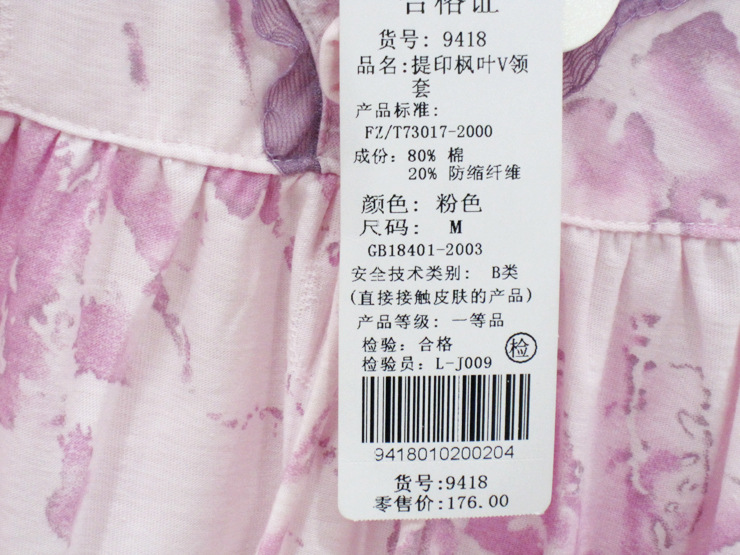 合格证
货号: 9418
品名:提印枫叶V领
套
产品标准:
FZ/T73017-2000
成份: 80% 棉
20% 防缩纤维
颜色: 粉色
尺码: M
GB18401-2003
安全技术类别: B类
(直接接触皮肤的产品)
产品等级: 一等品
检验: 合格
检
检验员: L-J009
9418010200204
货号:9418
零售价:176.00